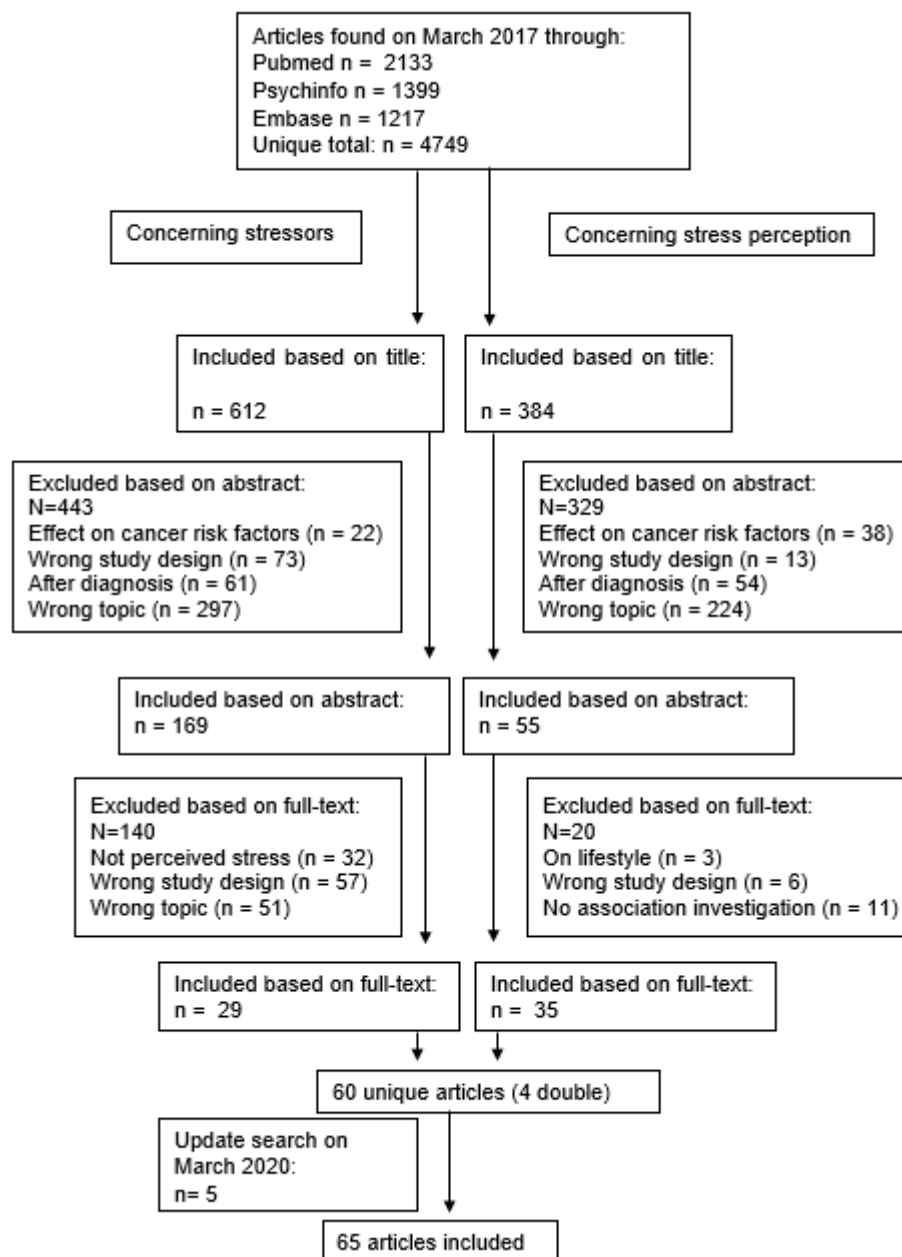 Articles found on March 2017 through:
Pubmed n = 2133
Psychinfo n = 1399
Embase n = 1217
Unique total: n = 4749
Concerning stressors
Concerning stress perception
Included based on title:
n = 612
Included based on title:
n = 384
Excluded based on abstract:
N=443
Effect on cancer risk factors (n = 22)
Wrong study design (n = 73)
After diagnosis (n = 61)
Wrong topic (n = 297)
Excluded based on abstract:
N=329
Effect on cancer risk factors (n = 38)
Wrong study design (n = 13)
After diagnosis (n = 54)
Wrong topic (n = 224)
Included based on abstract:
n = 169
Included based on abstract:
n = 55
Excluded based on full-text:
N=140
Not perceived stress (n = 32)
Wrong study design (n = 57)
Wrong topic (n = 51)
Excluded based on full-text:
N=20
On lifestyle (n = 3)
Wrong study design (n = 6)
No association investigation (n = 11)
Included based on full-text:
n = 29
Included based on full-text:
n = 35
60 unique articles (4 double)
Update search on
March 2020:
n= 5
65 articles included